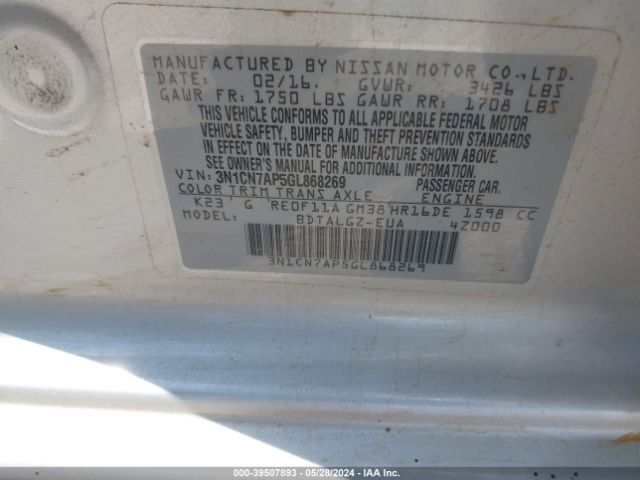 MANUFACTURED BY NISSAN MOTOR CO.,LTD.
DATE: 02/16. GVWR: 3426 LBS
GAWR FR: 1750 LBS GAWR RR: 1708 LBS
THIS VEHICLE CONFORMS TO ALL APPLICABLE FEDERAL MOTOR
VEHICLE SAFETY, BUMPER AND THEFT PREVENTION STANDARDS
IN EFFECT ON THE DATE OF MANUFACTURE SHOWN ABOVE.
SEE OWNER'S MANUAL FOR ADDITIONAL INFORMATION
VIN: 3N1CN7AP5GL868269 PASSENGER CAR.
COLOR TRIM TRANS AXLE ENGINE
K23 G RE0F11A GM38 HR16DE 1598 CC
MODEL: BDTALGZ-EUA 4Z000
3N1CN7AP5GL868269
000-39507893 - 05/28/2024 - IAA Inc.